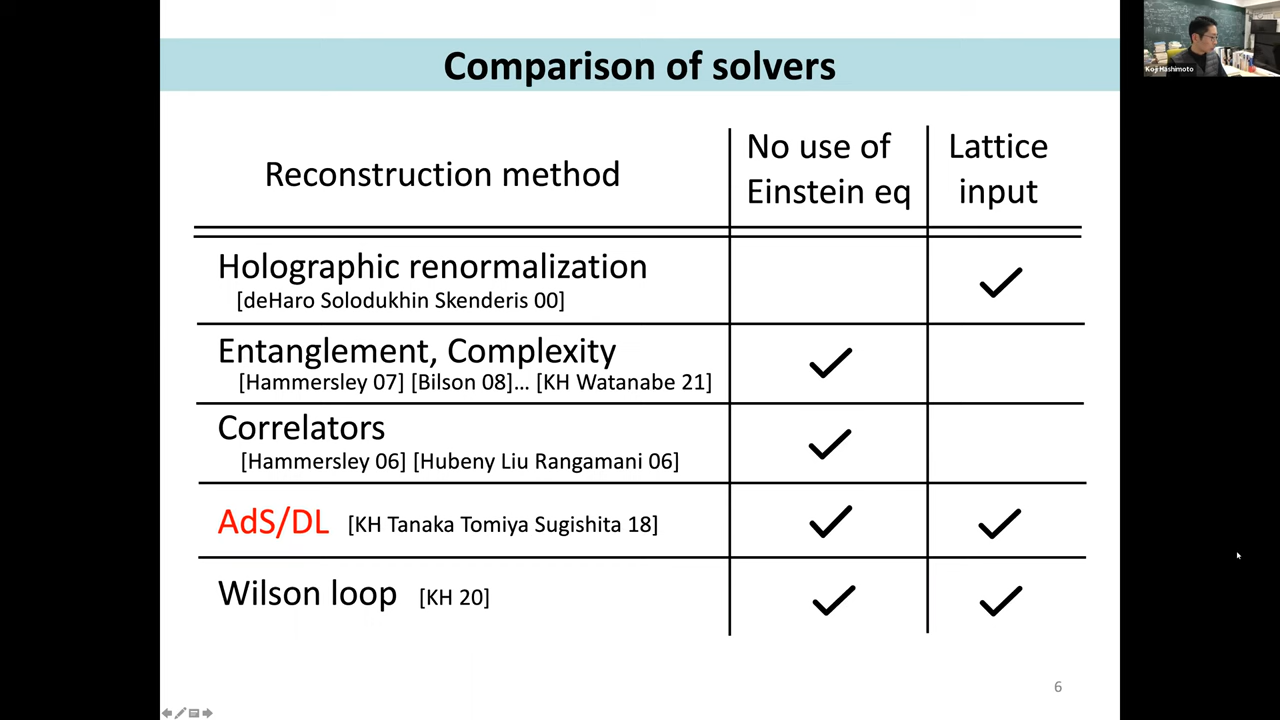 Comparison of solvers
Koji Hashimoto
Reconstruction method
No use of
Einstein eq
Lattice
input
Holographic renormalization
[deHaro Solodukhin Skenderis 00]
Entanglement, Complexity
[Hammersley 07] [Bilson 08]... [KH Watanabe 21]
Correlators
[Hammersley 06] [Hubeny Liu Rangamani 06]
AdS/DL [KH Tanaka Tomiya Sugishita 18]
Wilson loop [KH 20]
6